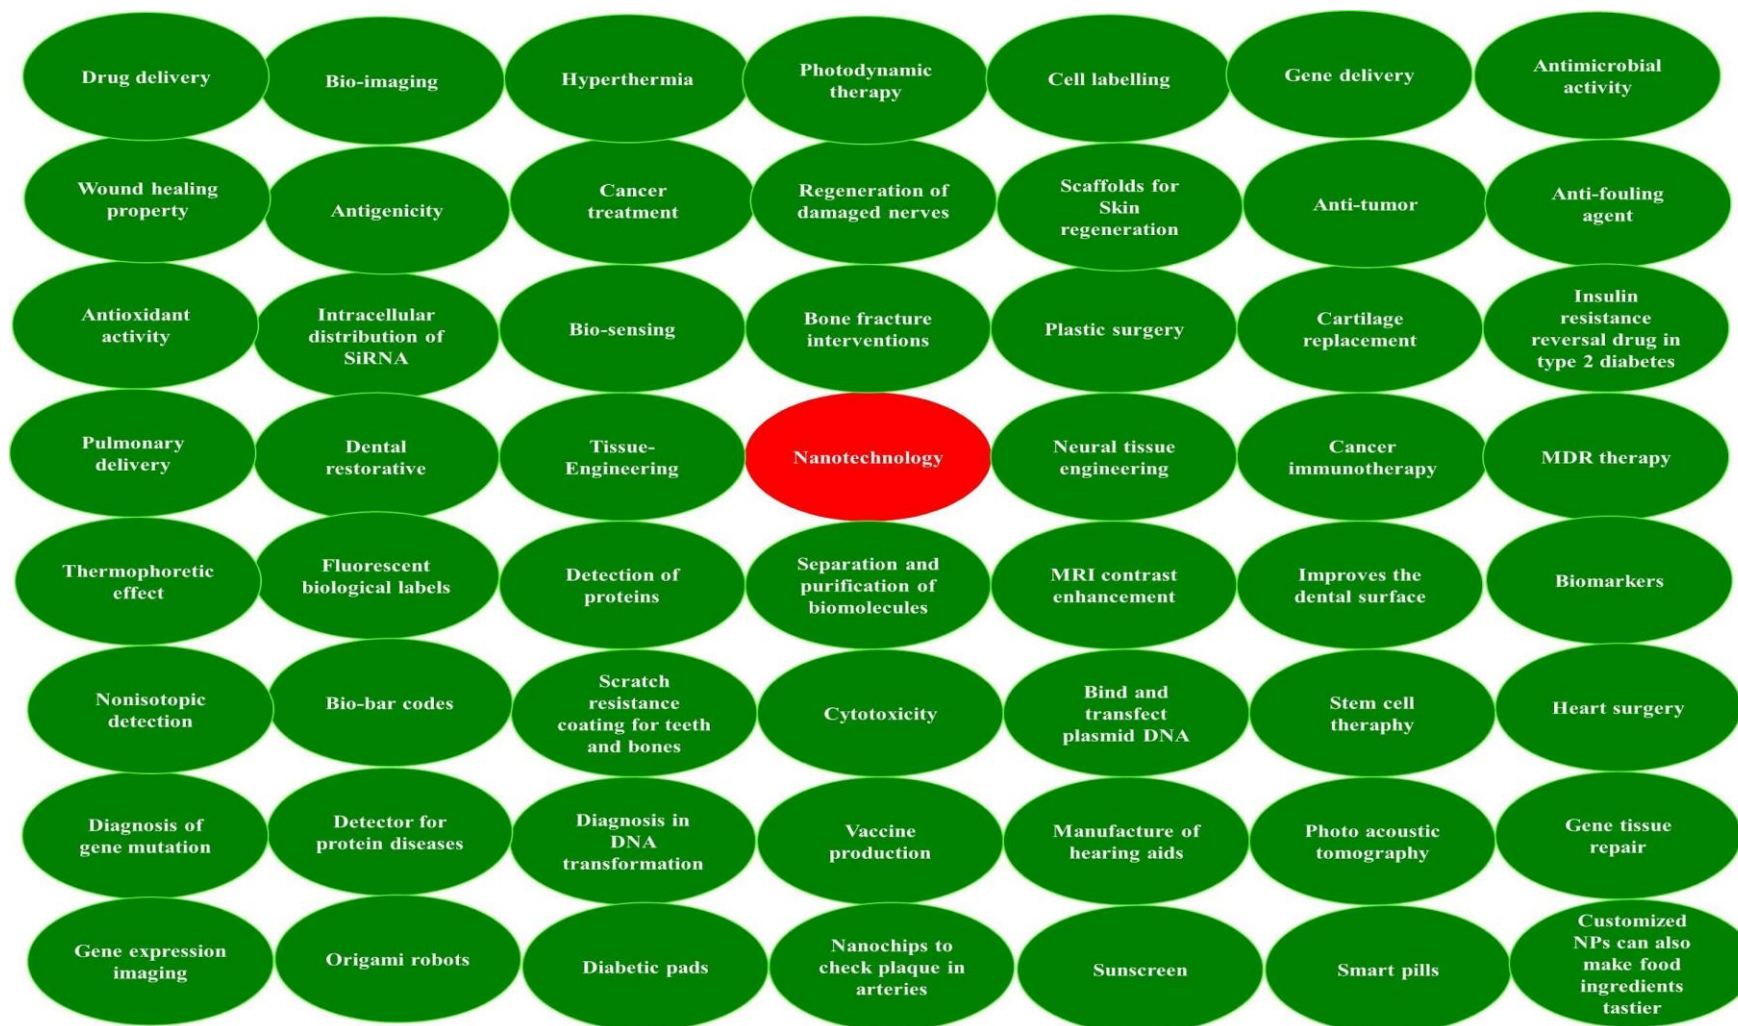 Drug delivery
Bio-imaging
Hyperthermia
Photodynamic
therapy
Cell labelling
Gene delivery
Antimicrobial
activity
Wound healing
property
Antigenicity
Cancer
treatment
Regeneration of
damaged nerves
Scaffolds for
Skin
regeneration
Anti-tumor
Anti-fouling
agent
Antioxidant
activity
Intracellular
distribution of
SiRNA
Bio-sensing
Bone fracture
interventions
Plastic surgery
Cartilage
replacement
Insulin
resistance
reversal drug in
type 2 diabetes
Pulmonary
delivery
Dental
restorative
Tissue-
Engineering
Nanotechnology
Neural tissue
engineering
Cancer
immunotherapy
MDR therapy
Thermophoretic
effect
Fluorescent
biological labels
Detection of
proteins
Separation and
purification of
biomolecules
MRI contrast
enhancement
Improves the
dental surface
Biomarkers
Nonisotopic
detection
Bio-bar codes
Scratch
resistance
coating for teeth
and bones
Cytotoxicity
Bind and
transfect
plasmid DNA
Stem cell
theraphy
Heart surgery
Diagnosis of
gene mutation
Detector for
protein diseases
Diagnosis in
DNA
transformation
Vaccine
production
Manufacture of
hearing aids
Photo acoustic
tomography
Gene tissue
repair
Gene expression
imaging
Origami robots
Diabetic pads
Nanochips to
check plaque in
arteries
Sunscreen
Smart pills
Customized
NPs can also
make food
ingredients
tastier